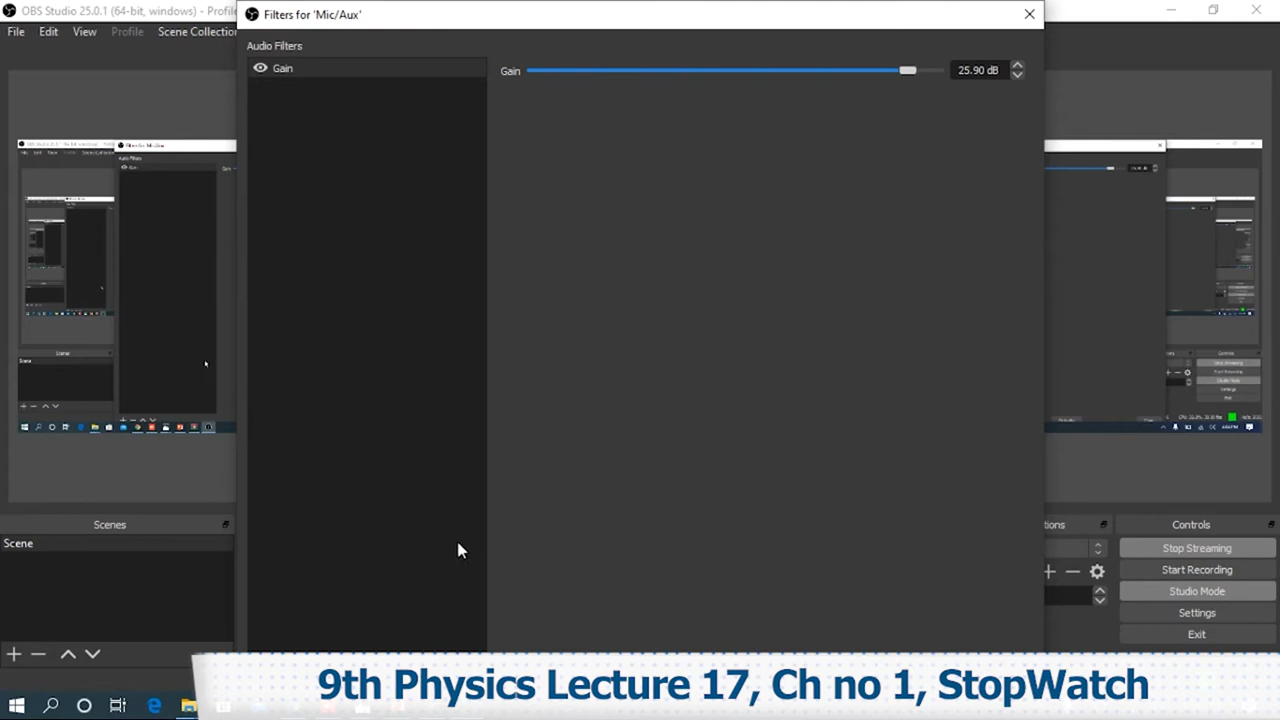 OBS Studio 25.0.1 (64-bit, windows) - Profile
Filters for 'Mic/Aux'
File Edit View Profile Scene Collection
Audio Filters
Gain
Gain 25.90 dB
Scenes
Scene
Controls
Stop Streaming
Start Recording
Studio Mode
Settings
Exit
9th Physics Lecture 17, Ch no 1, StopWatch